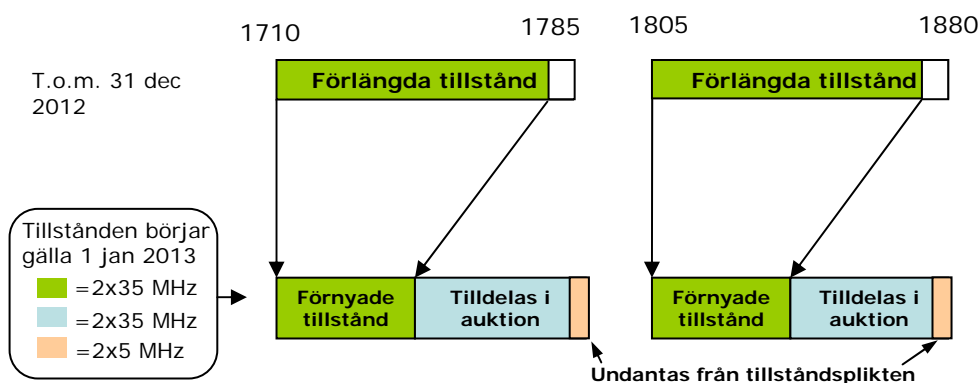 1710
1785
1805
1880
T.o.m. 31 dec
2012
Förlängda tillstånd
Förlängda tillstånd
Tillstånden börjar
gälla 1 jan 2013
=2x35 MHz
=2x35 MHz
=2x5 MHz
Förnyade
tillstånd
Tilldelas i
auktion
Förnyade
tillstånd
Tilldelas i
auktion
Undantas från tillståndsplikten